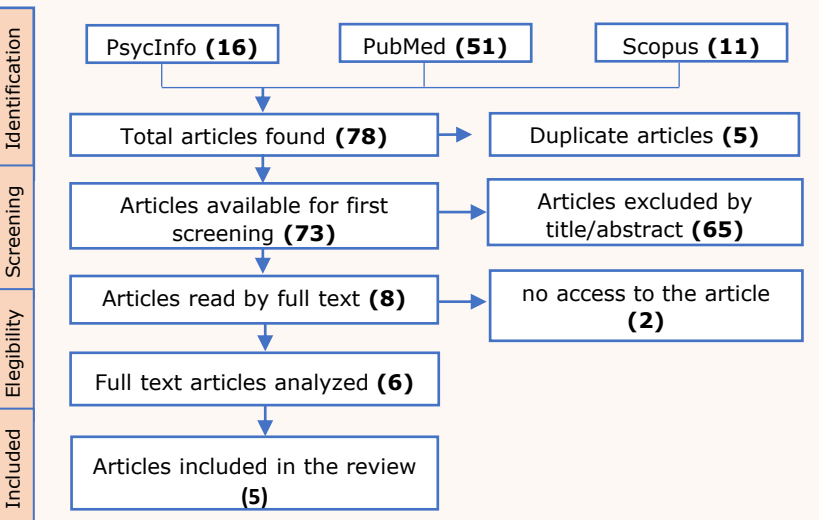 Identification
PsycInfo (16)
PubMed (51)
Scopus (11)
Total articles found (78)
Duplicate articles (5)
Screening
Articles available for first
screening (73)
Articles excluded by
title/abstract (65)
Articles read by full text (8)
no access to the article
(2)
Elegibility
Full text articles analyzed (6)
Included
Articles included in the review
(5)